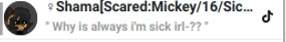 ♀Shama[Scared:Mickey/16/Sic...
" Why is always i'm sick irl-?? "